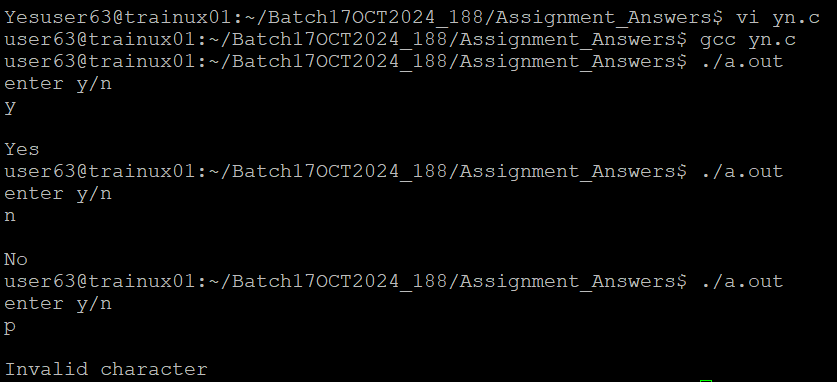 Yesuser63@trainux01:~/Batch17OCT2024_188/Assignment_Answers$ vi yn.c
user63@trainux01:~/Batch17OCT2024_188/Assignment_Answers$ gcc yn.c
user63@trainux01:~/Batch17OCT2024_188/Assignment_Answers$ ./a.out
enter y/n
y
Yes
user63@trainux01:~/Batch17OCT2024_188/Assignment_Answers$ ./a.out
enter y/n
n
No
user63@trainux01:~/Batch17OCT2024_188/Assignment_Answers$ ./a.out
enter y/n
p
Invalid character